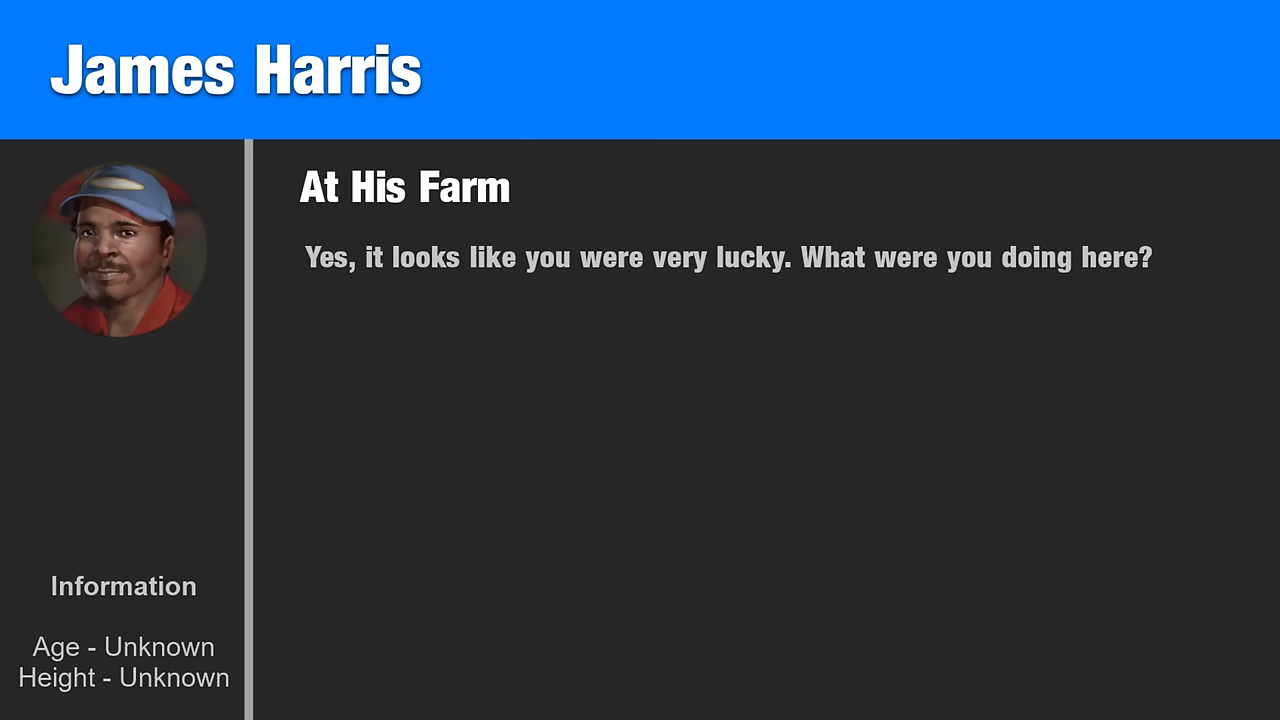 James Harris
At His Farm
Yes, it looks like you were very lucky. What were you doing here?
Information
Age - Unknown
Height - Unknown